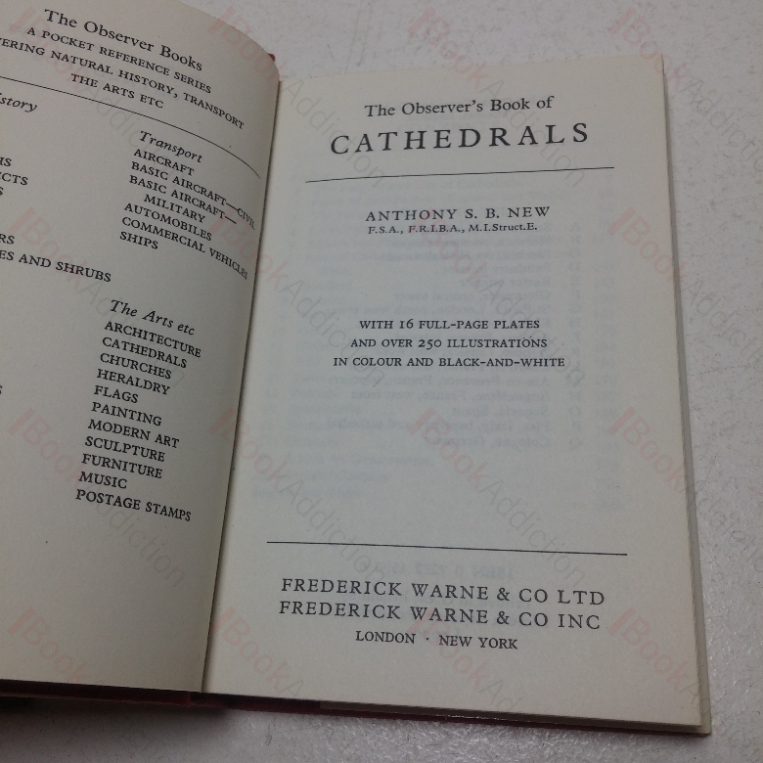 The Observer Books
A POCKET REFERENCE SERIES
NATURAL HISTORY, TRANSPORT
THE ARTS ETC
Transport
AIRCRAFT
BASIC AIRCRAFT—CIVIL
BASIC AIRCRAFT—
MILITARY
AUTOMOBILES
COMMERCIAL VEHICLES
SHIPS
AND SHRUBS
The Arts etc
ARCHITECTURE
CATHEDRALS
CHURCHES
HERALDRY
FLAGS
PAINTING
MODERN ART
SCULPTURE
FURNITURE
MUSIC
POSTAGE STAMPS
The Observer's Book of
CATHEDRALS
ANTHONY S. B. NEW
F.S.A., F.R.I.B.A., M.I.Struct.E.
WITH 16 FULL-PAGE PLATES
AND OVER 250 ILLUSTRATIONS
IN COLOUR AND BLACK-AND-WHITE
FREDERICK WARNE & CO LTD
FREDERICK WARNE & CO INC
LONDON · NEW YORK
BookAddiction